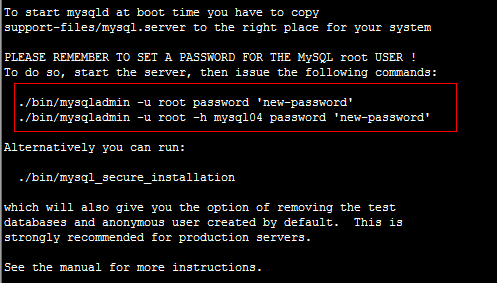 To start mysqld at boot time you have to copy
support-files/mysql.server to the right place for your system
PLEASE REMEMBER TO SET A PASSWORD FOR THE MySQL root USER !
To do so, start the server, then issue the following commands:
./bin/mysqladmin -u root password 'new-password'
./bin/mysqladmin -u root -h mysql04 password 'new-password'
Alternatively you can run:
./bin/mysql_secure_installation
which will also give you the option of removing the test
databases and anonymous user created by default.  This is
strongly recommended for production servers.
See the manual for more instructions.